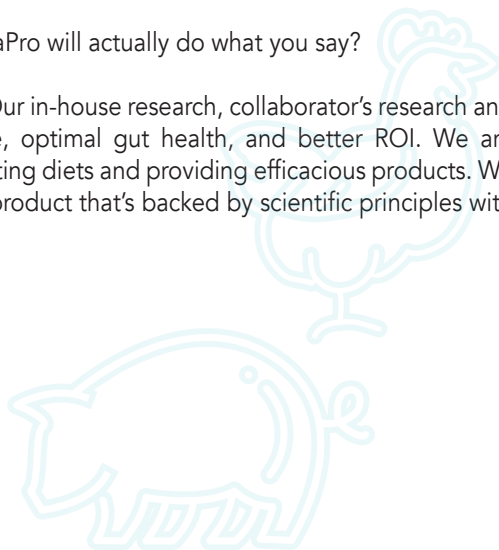 aPro will actually do what you say?
Our in-house research, collaborator's research an
e, optimal gut health, and better ROI. We ar
ting diets and providing efficacious products. W
product that's backed by scientific principles wit